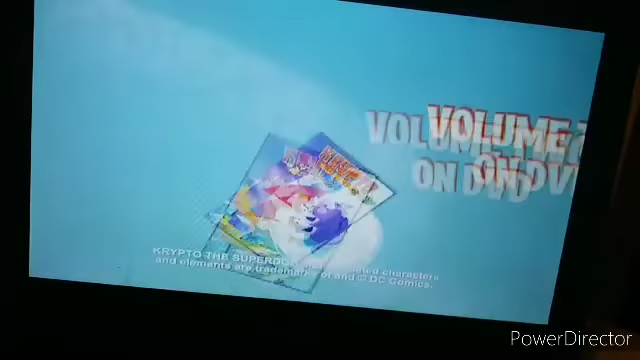 VOLUME
ON DVD
KRYPTO THE SUPERDOG
and elements are trademarks of and © DC Comics.
PowerDirector